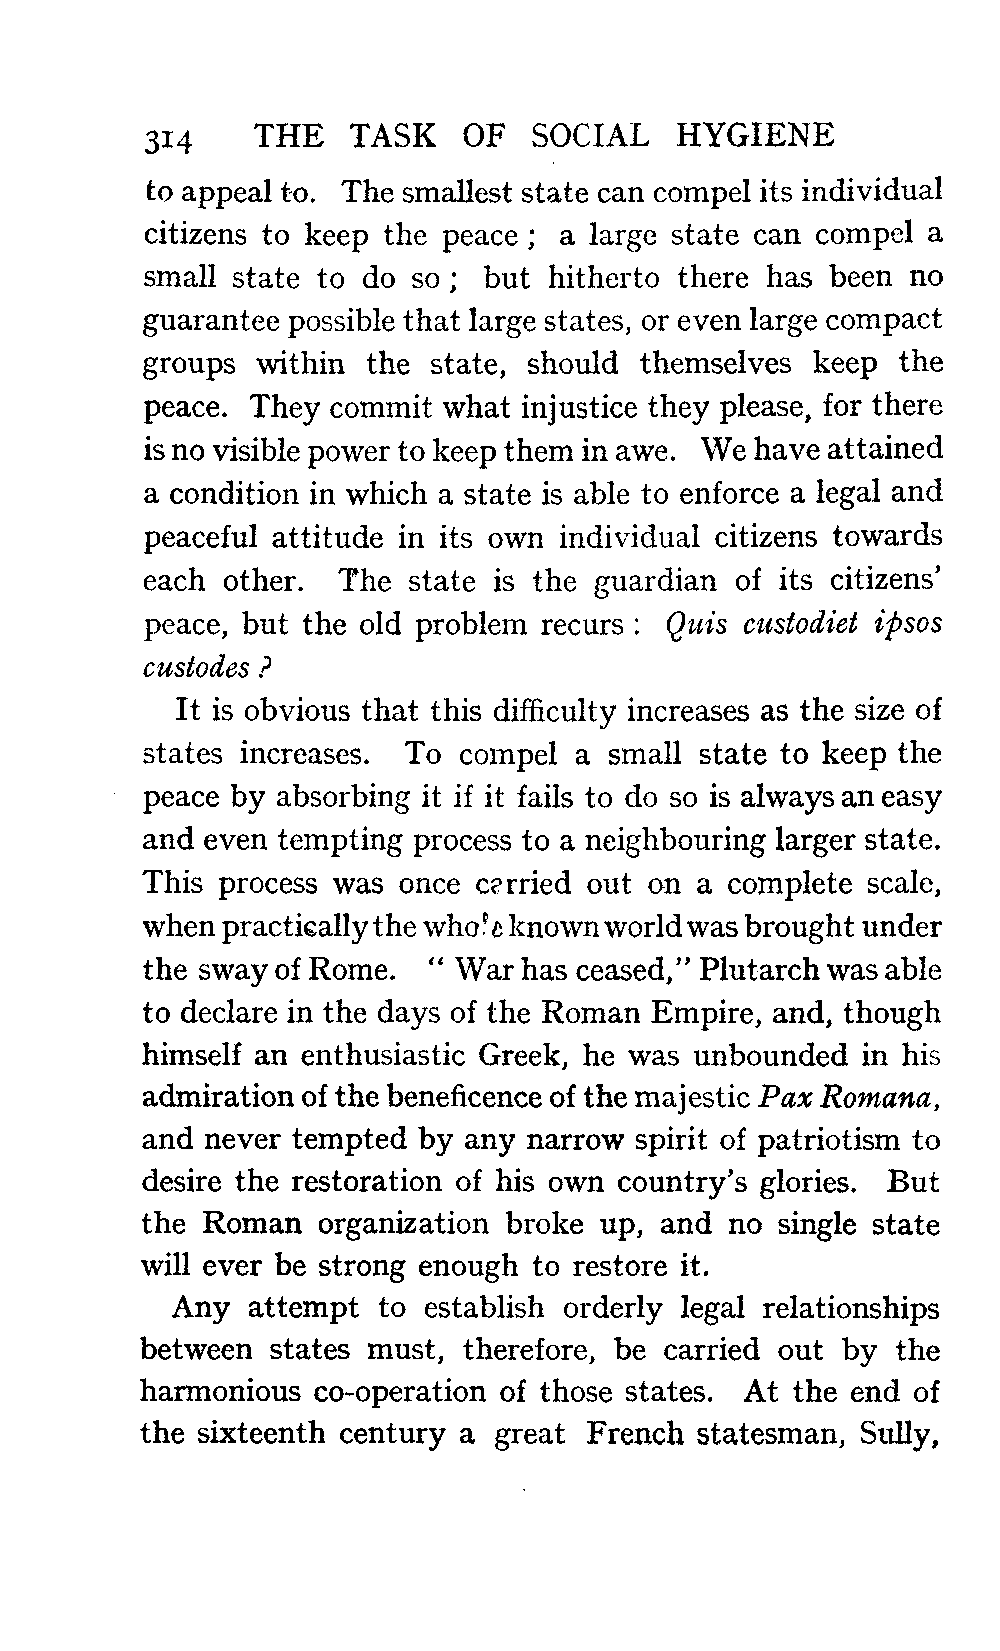 314 THE TASK OF SOCIAL HYGIENE
to appeal to. The smallest state can compel its individual
citizens to keep the peace ; a large state can compel a
small state to do so ; but hitherto there has been no
guarantee possible that large states, or even large compact
groups within the state, should themselves keep the
peace. They commit what injustice they please, for there
is no visible power to keep them in awe. We have attained
a condition in which a state is able to enforce a legal and
peaceful attitude in its own individual citizens towards
each other. The state is the guardian of its citizens'
peace, but the old problem recurs : Quis custodiet ipsos
custodes ?
It is obvious that this difficulty increases as the size of
states increases. To compel a small state to keep the
peace by absorbing it if it fails to do so is always an easy
and even tempting process to a neighbouring larger state.
This process was once carried out on a complete scale,
when practically the whole known world was brought under
the sway of Rome. “ War has ceased,” Plutarch was able
to declare in the days of the Roman Empire, and, though
himself an enthusiastic Greek, he was unbounded in his
admiration of the beneficence of the majestic Pax Romana,
and never tempted by any narrow spirit of patriotism to
desire the restoration of his own country's glories. But
the Roman organization broke up, and no single state
will ever be strong enough to restore it.
Any attempt to establish orderly legal relationships
between states must, therefore, be carried out by the
harmonious co-operation of those states. At the end of
the sixteenth century a great French statesman, Sully,